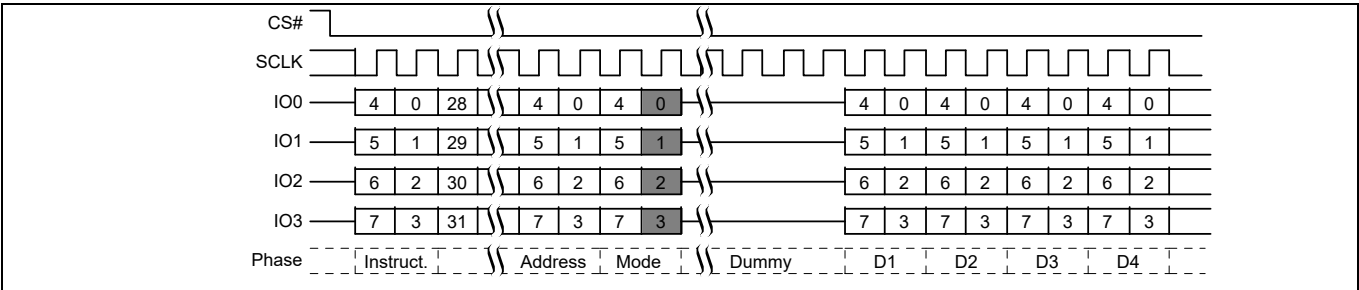 CS#
SCLK
IO0 4 0 28 4 0 4 0 4 0 4 0 4 0 4 0
IO1 5 1 29 5 1 5 1 5 1 5 1 5 1 5 1
IO2 6 2 30 6 2 6 2 6 2 6 2 6 2 6 2
IO3 7 3 31 7 3 7 3 7 3 7 3 7 3 7 3
Phase Instruct. Address Mode Dummy D1 D2 D3 D4